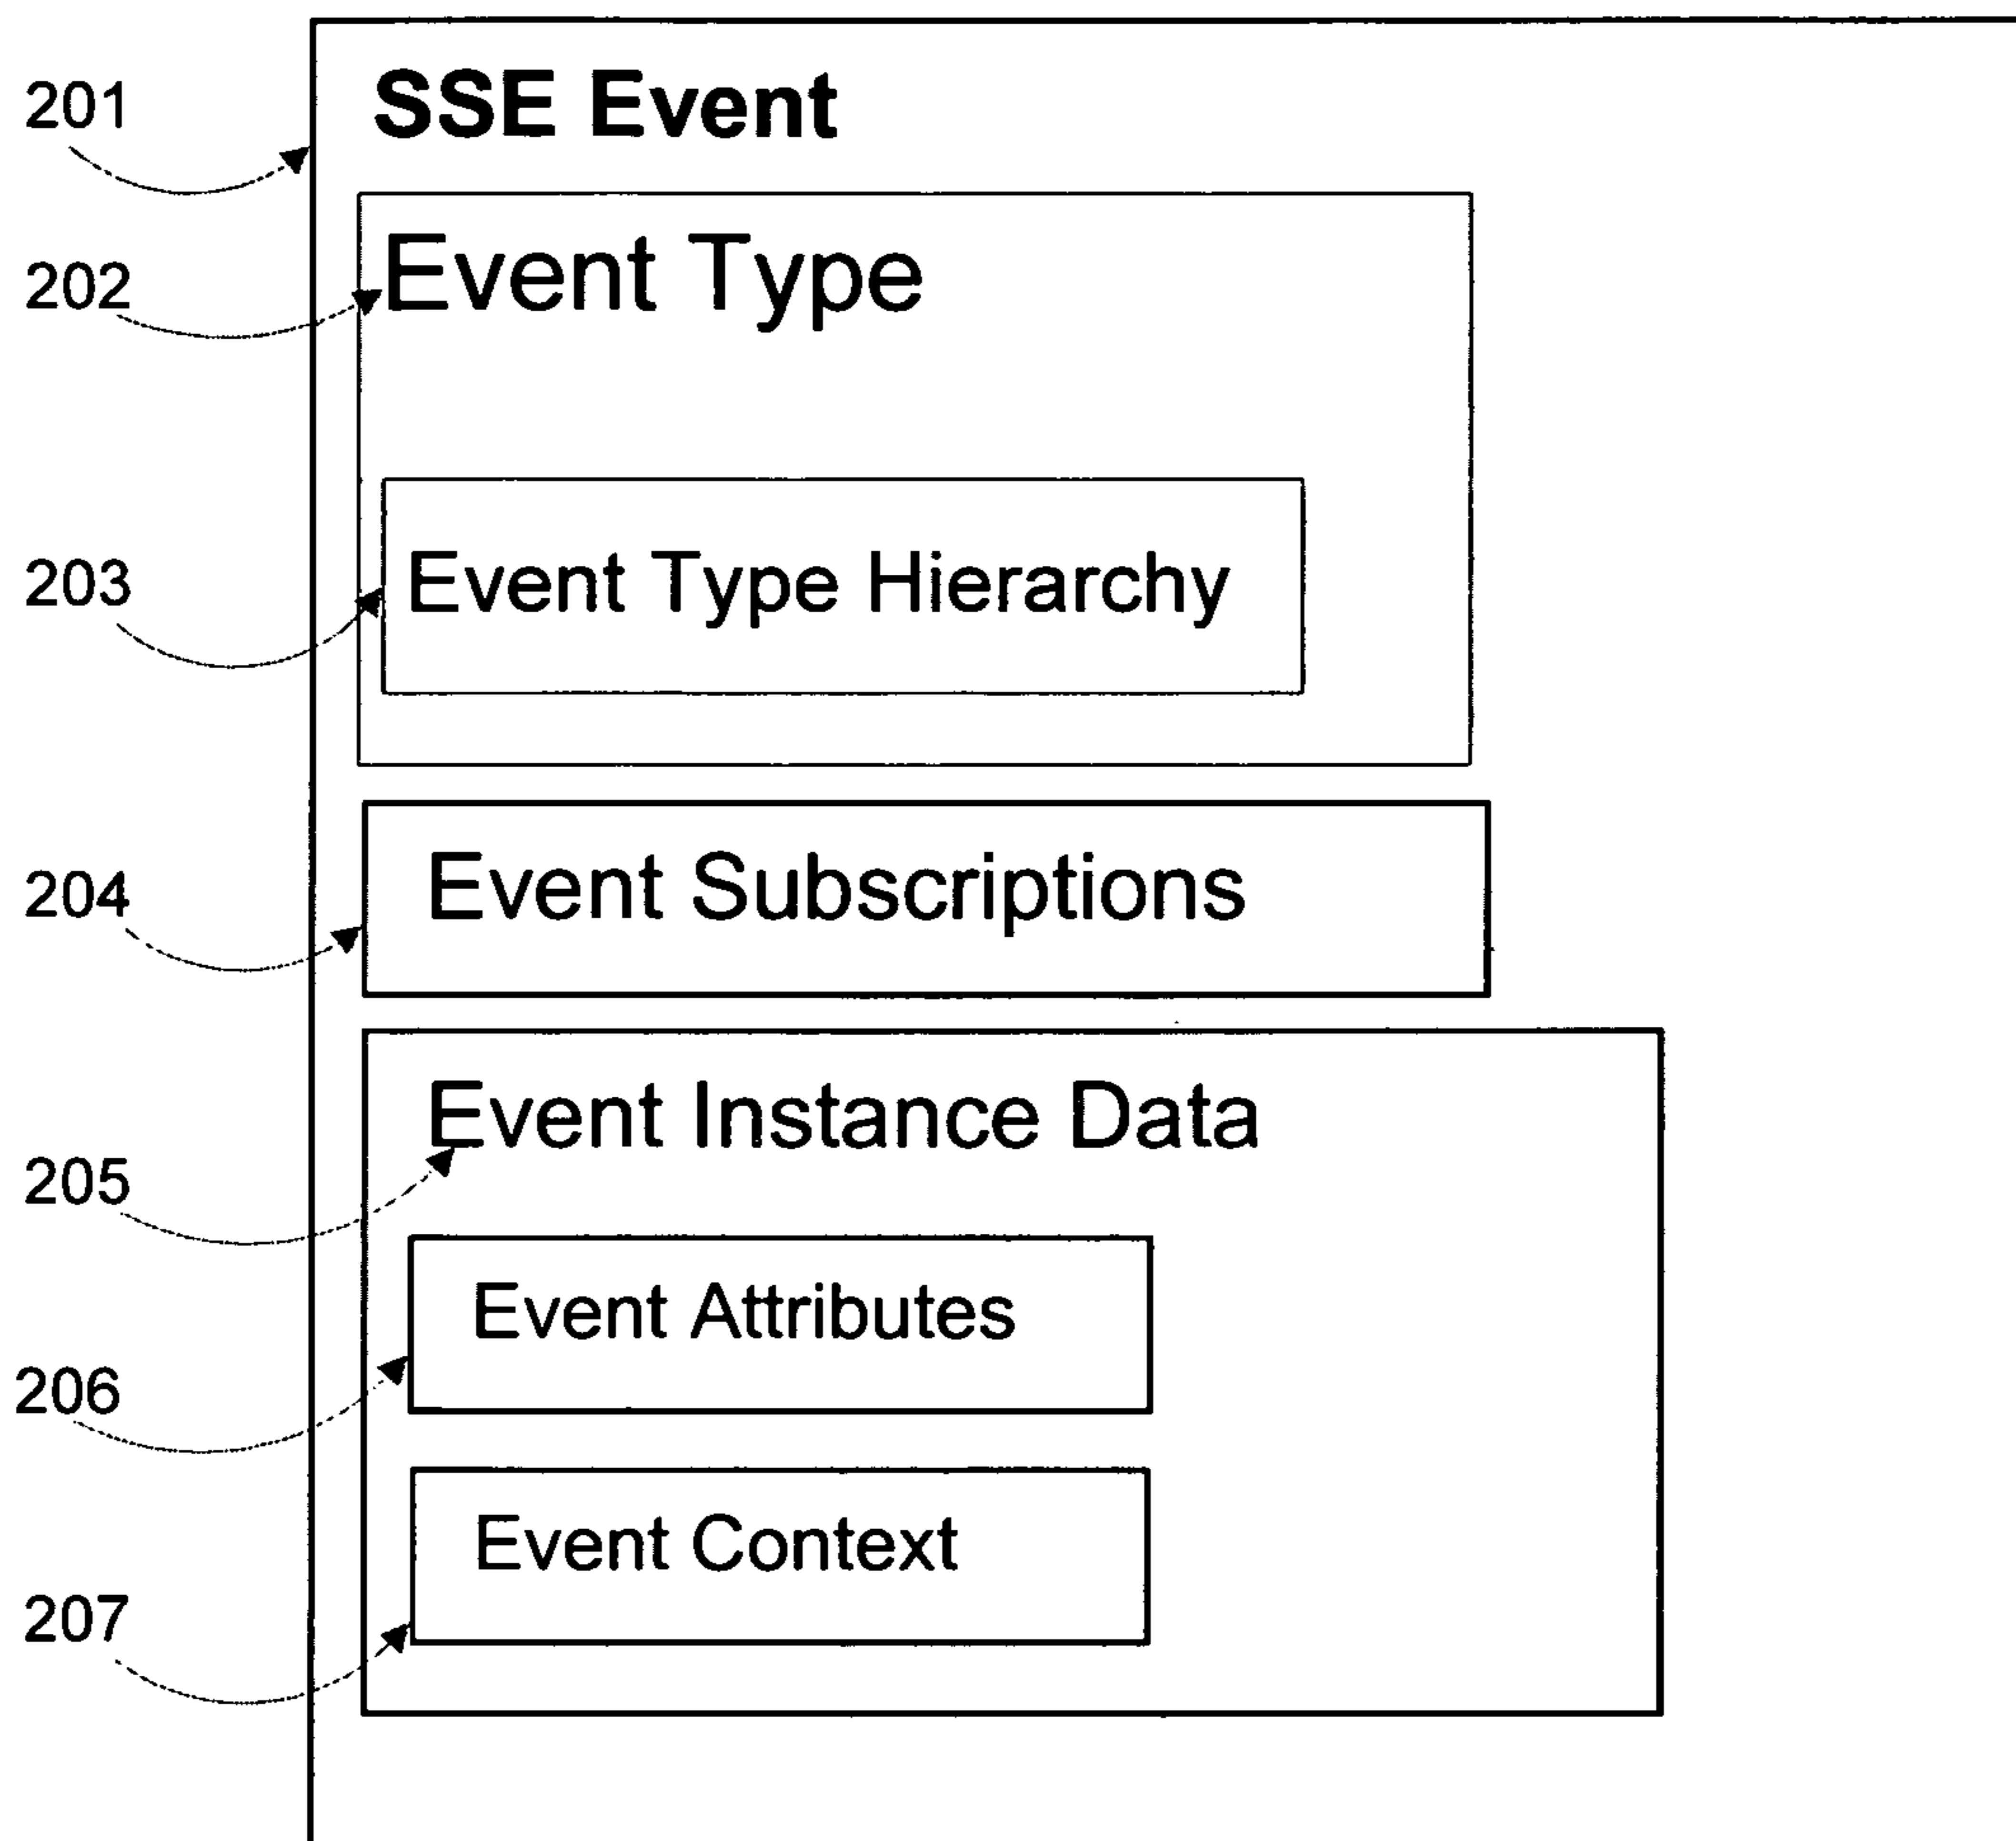 201
SSE Event
202
Event Type
203
Event Type Hierarchy
204
Event Subscriptions
Event Instance Data
205
Event Attributes
206
Event Context
207